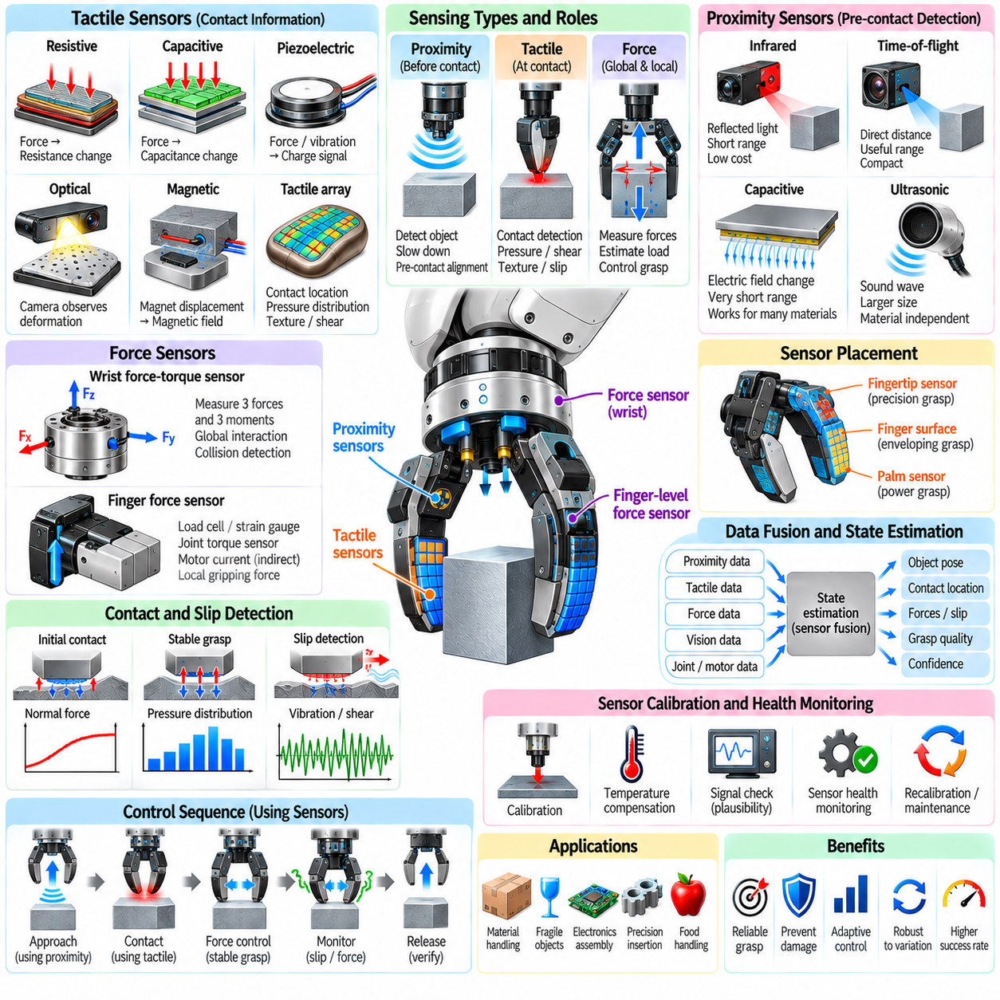 Tactile Sensors (Contact Information)
Resistive
Force →
Resistance change
Capacitive
Force →
Capacitance change
Piezoelectric
Force / vibration
→ Charge signal
Optical
Camera observes
deformation
Magnetic
Magnet displacement
→ Magnetic field
Tactile array
Contact location
Pressure distribution
Texture / shear
Sensing Types and Roles
Proximity
(Before contact)
Detect object
Slow down
Pre-contact alignment
Tactile
(At contact)
Contact detection
Pressure / shear
Texture / slip
Force
(Global & local)
Measure forces
Estimate load
Control grasp
Proximity Sensors (Pre-contact Detection)
Infrared
Reflected light
Short range
Low cost
Time-of-flight
Direct distance
Useful range
Compact
Capacitive
Electric field change
Very short range
Works for many materials
Ultrasonic
Sound wave
Larger size
Material independent
Force Sensors
Wrist force-torque sensor
Fz
Fx
Fy
Measure 3 forces
and 3 moments
Global interaction
Collision detection
Finger force sensor
Load cell / strain gauge
Joint torque sensor
Motor current (indirect)
Local gripping force
Proximity
sensors
Tactile
sensors
Force sensor
(wrist)
Finger-level
force sensor
Sensor Placement
Fingertip sensor
(precision grasp)
Finger surface
(enveloping grasp)
Palm sensor
(power grasp)
Data Fusion and State Estimation
Proximity data
Tactile data
Force data
Vision data
Joint / motor data
State
estimation
(sensor fusion)
Object pose
Contact location
Forces / slip
Grasp quality
Confidence
Contact and Slip Detection
Initial contact
Normal force
Stable grasp
Pressure distribution
Slip detection
Vibration / shear
Sensor Calibration and Health Monitoring
Calibration
Temperature
compensation
Signal check
(plausibility)
Sensor health
monitoring
Recalibration /
maintenance
Control Sequence (Using Sensors)
Approach
(using proximity)
Contact
(using tactile)
Force control
(stable grasp)
Monitor
(slip / force)
Release
(verify)
Applications
Material
handling
Fragile
objects
Electronics
assembly
Precision
insertion
Food
handling
Benefits
Reliable
grasp
Prevent
damage
Adaptive
control
Robust
to variation
Higher
success rate